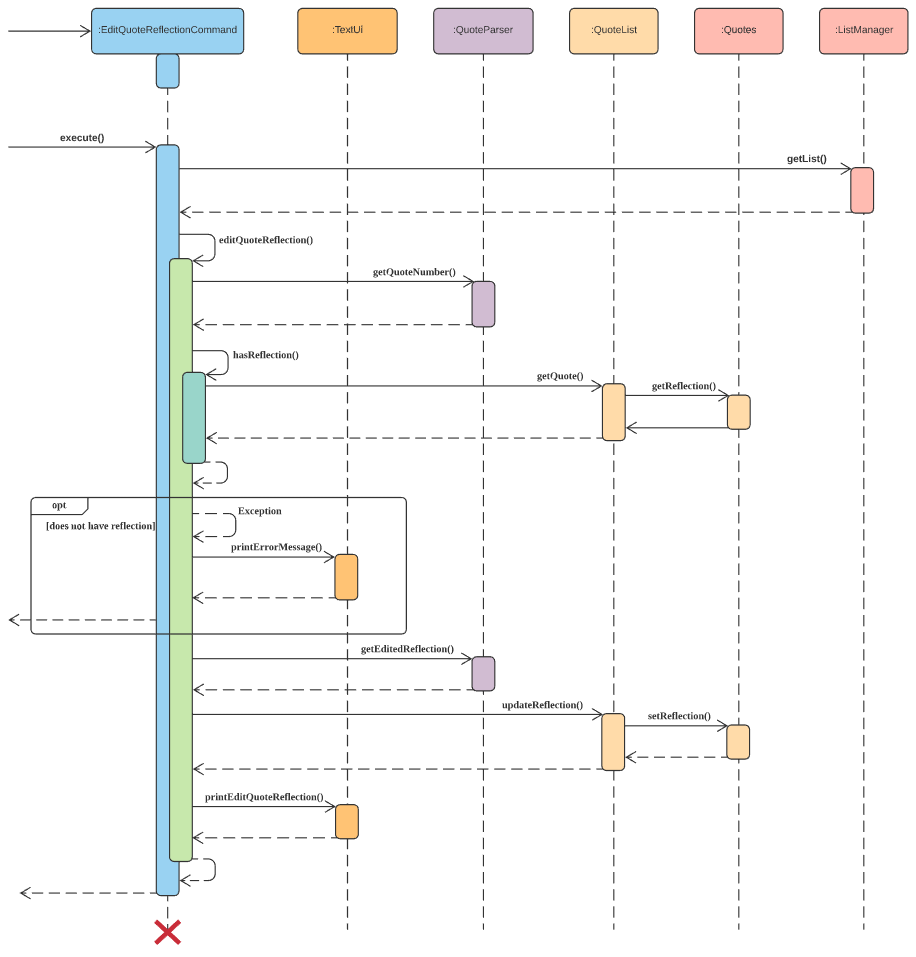 :EditQuoteReflectionCommand
:TextUi
:QuoteParser
:QuoteList
:Quotes
:ListManager
execute()
getList()
editQuoteReflection()
getQuoteNumber()
hasReflection()
getQuote()
getReflection()
opt
[does not have reflection]
Exception
printErrorMessage()
getEditedReflection()
updateReflection()
setReflection()
printEditQuoteReflection()